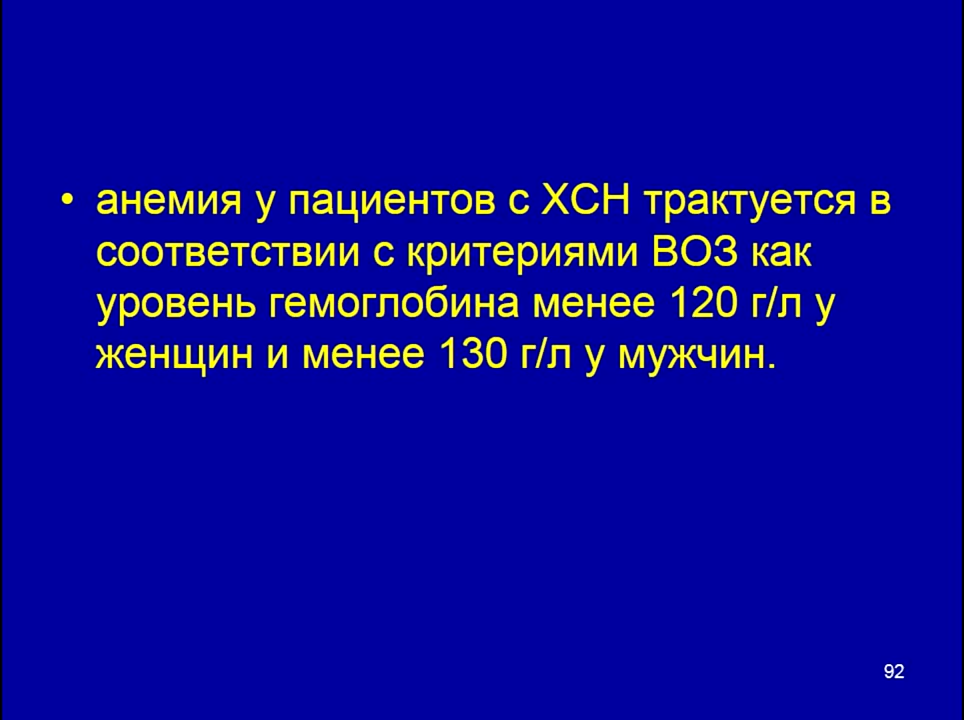 • анемия у пациентов с ХСН трактуется в
соответствии с критериями ВОЗ как
уровень гемоглобина менее 120 г/л у
женщин и менее 130 г/л у мужчин.
92